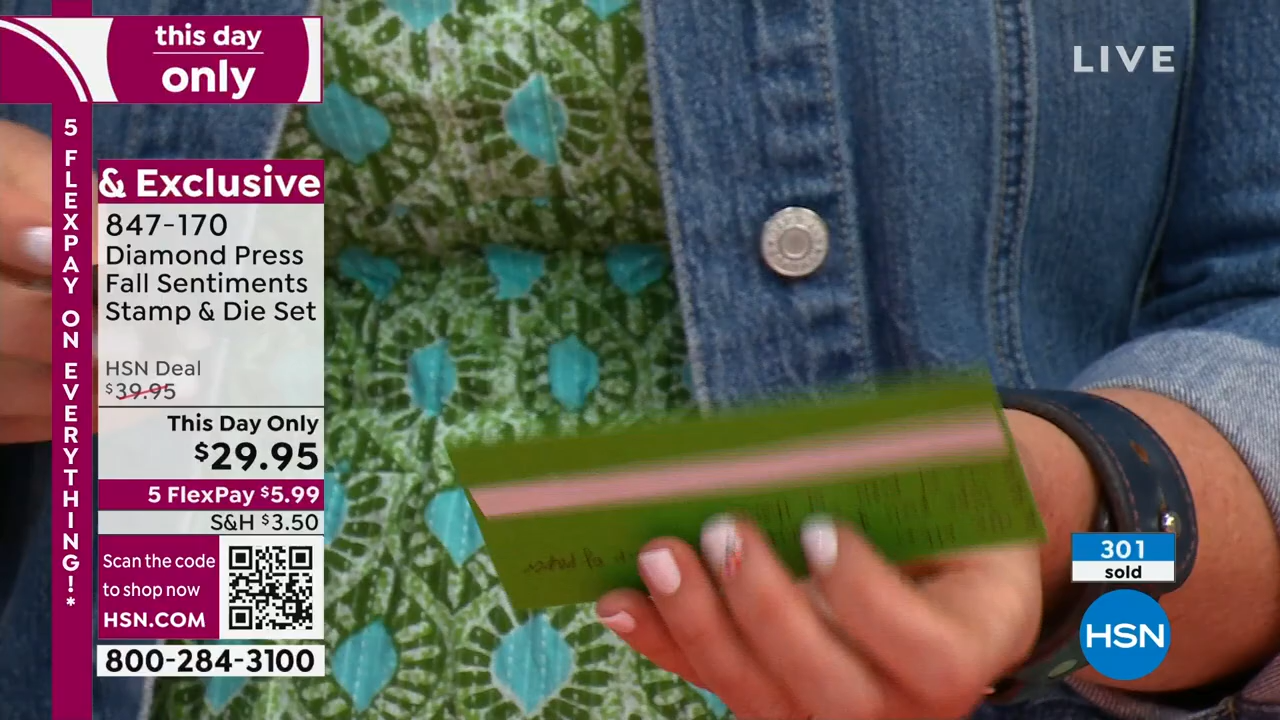 this day
only
LIVE
5 FLEXPAY ON EVERYTHING!*
& Exclusive
847-170
Diamond Press
Fall Sentiments
Stamp & Die Set
HSN Deal
$39.95
This Day Only
$29.95
5 FlexPay $5.99
S&H $3.50
Scan the code
to shop now
HSN.COM
800-284-3100
301
sold
HSN